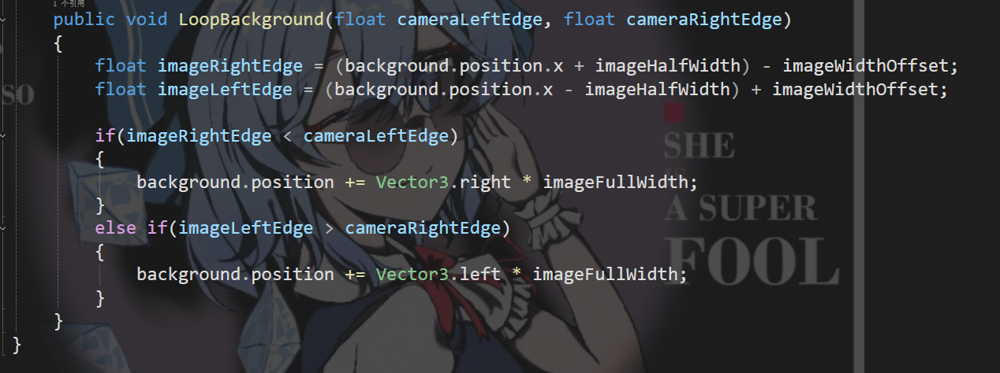 1 个引用
public void LoopBackground(float cameraLeftEdge, float cameraRightEdge)
{
float imageRightEdge = (background.position.x + imageHalfWidth) - imageWidthOffset;
float imageLeftEdge = (background.position.x - imageHalfWidth) + imageWidthOffset;
SO
if(imageRightEdge < cameraLeftEdge)
SHE
{
IS
background.position += Vector3.right * imageFullWidth;
}
A SUPER
else if(imageLeftEdge > cameraRightEdge)
{
FOOL
background.position += Vector3.left * imageFullWidth;
}
}
}